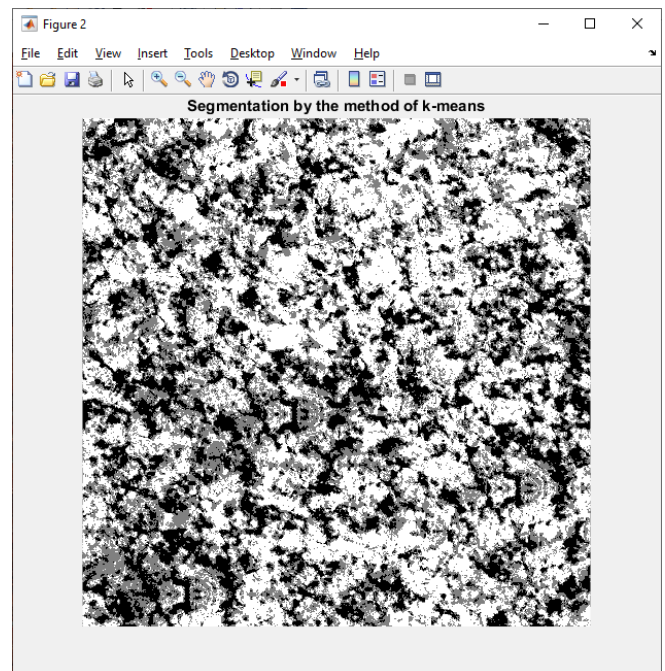 Figure 2
File Edit View Insert Tools Desktop Window Help
Segmentation by the method of k-means